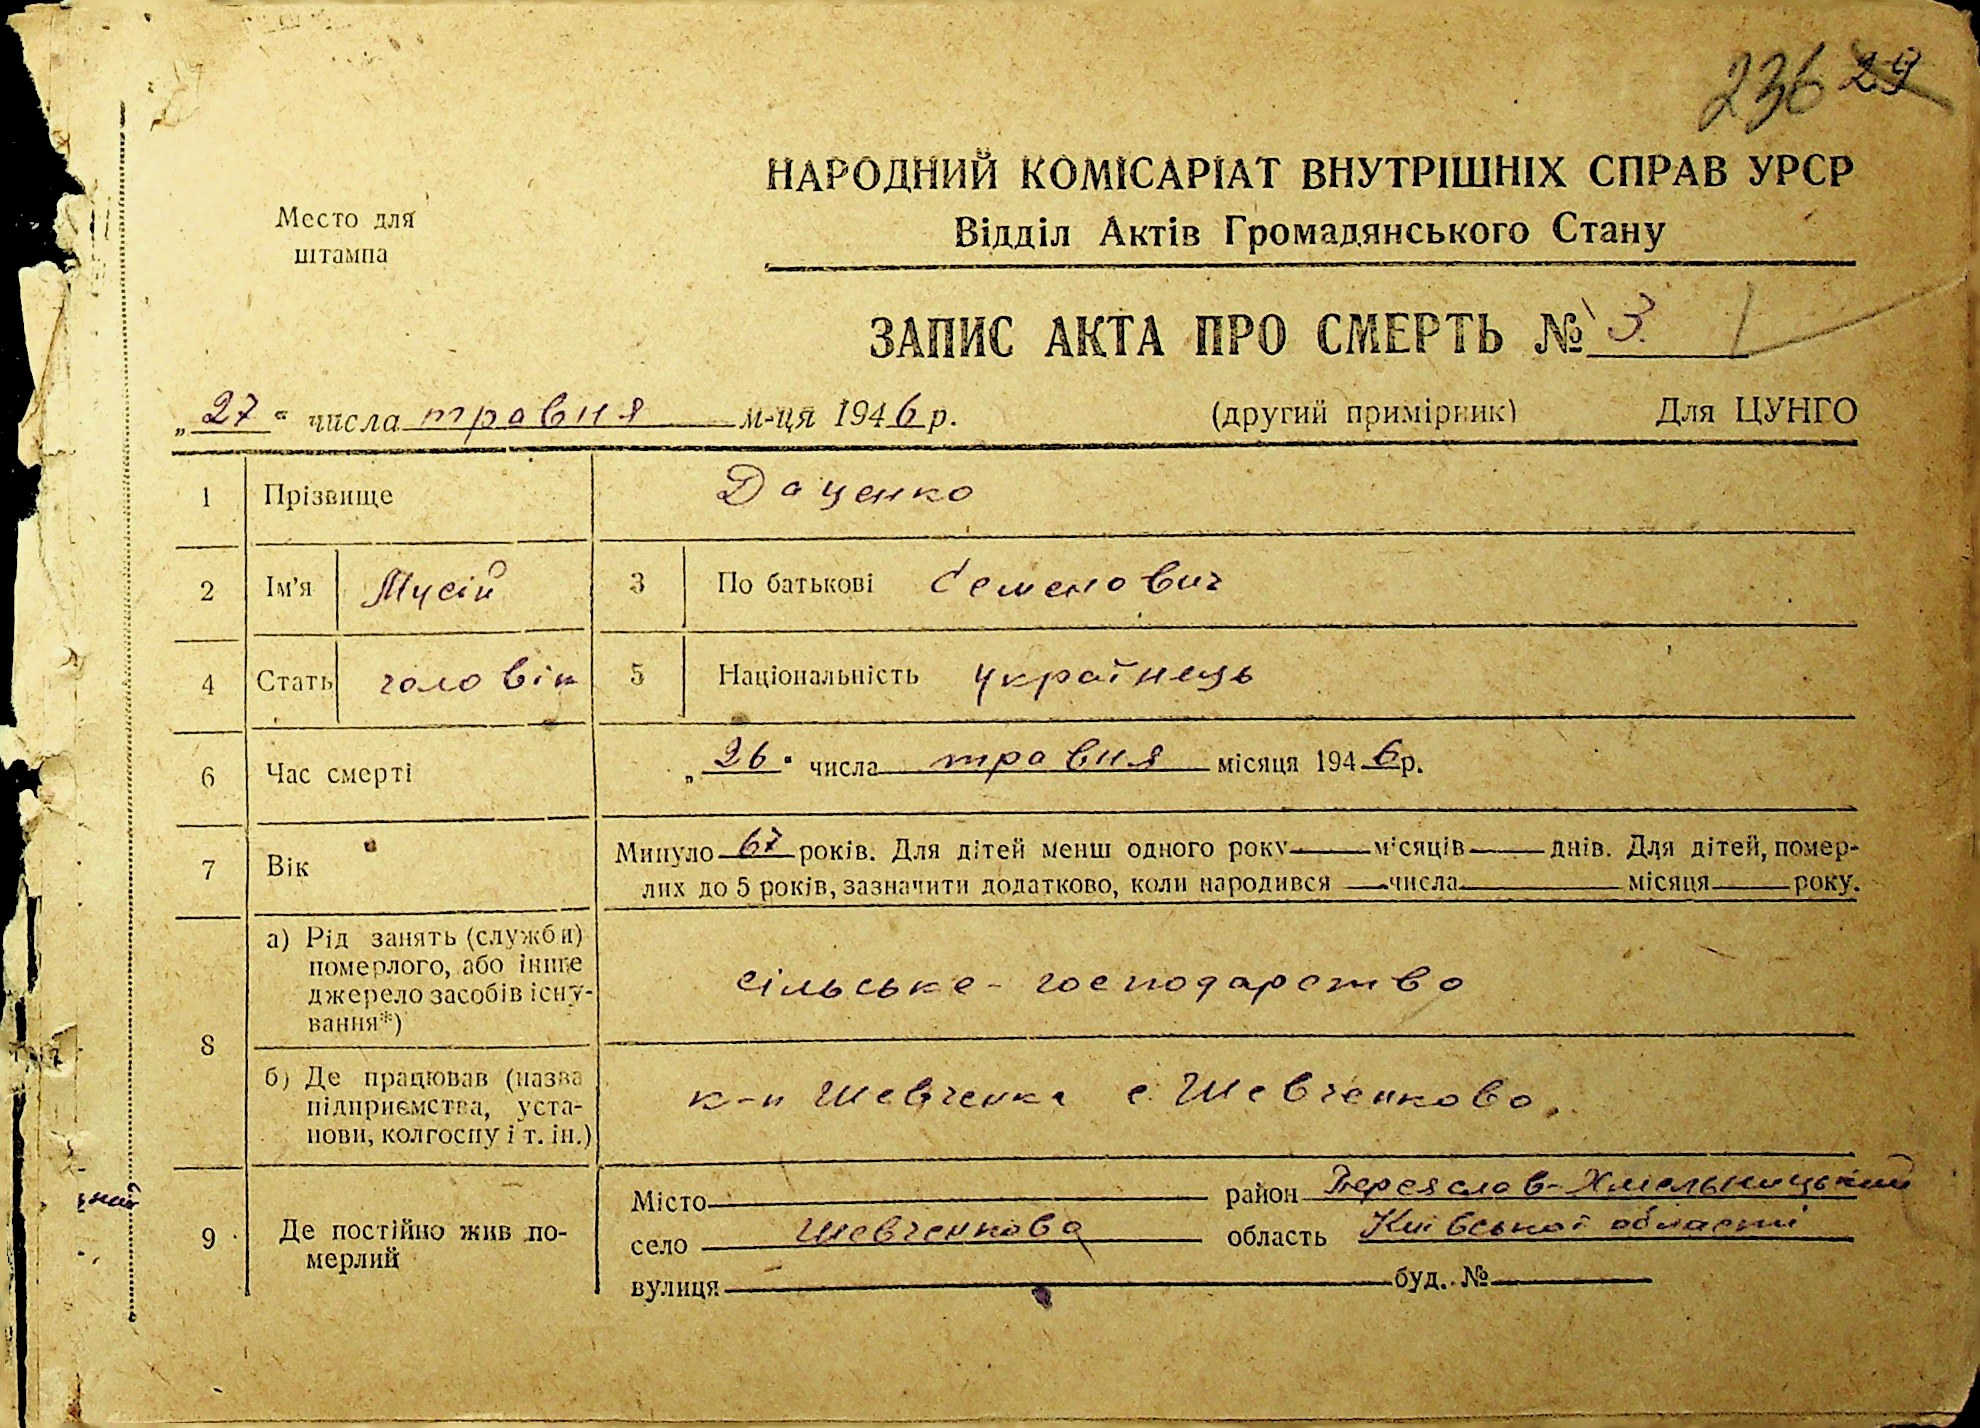 236 29
НАРОДНИЙ КОМІСАРІАТ ВНУТРІШНІХ СПРАВ УРСР
Відділ Актів Громадянського Стану
Место для
штампа
ЗАПИС АКТА ПРО СМЕРТЬ № 3
„27“ числа травня м-ця 1946 р. (другий примірник) Для ЦУНГО
1 Прізвище Даценко
2 Ім'я Мусій 3 По батькові Семенович
4 Стать чоловік 5 Національність українець
6 Час смерті „26“ числа травня місяця 1946 р.
7 Вік Минуло 67 років. Для дітей менш одного року місяців днів. Для дітей, помер-
лих до 5 років, зазначити додатково, коли народився числа місяця року.
8 а) Рід занять (служби)
померлого, або інше
джерело засобів існу-
вання*)
сільське-господарство
б) Де працював (назва
підприємства, уста-
нови, колгоспу і т. ін.)
к-п Шевченка с. Шевченково.
9 Де постійно жив по-
мерлий
Місто район Переяслав-Хмельницький
село Шевченково область Київської області
вулиця буд. №